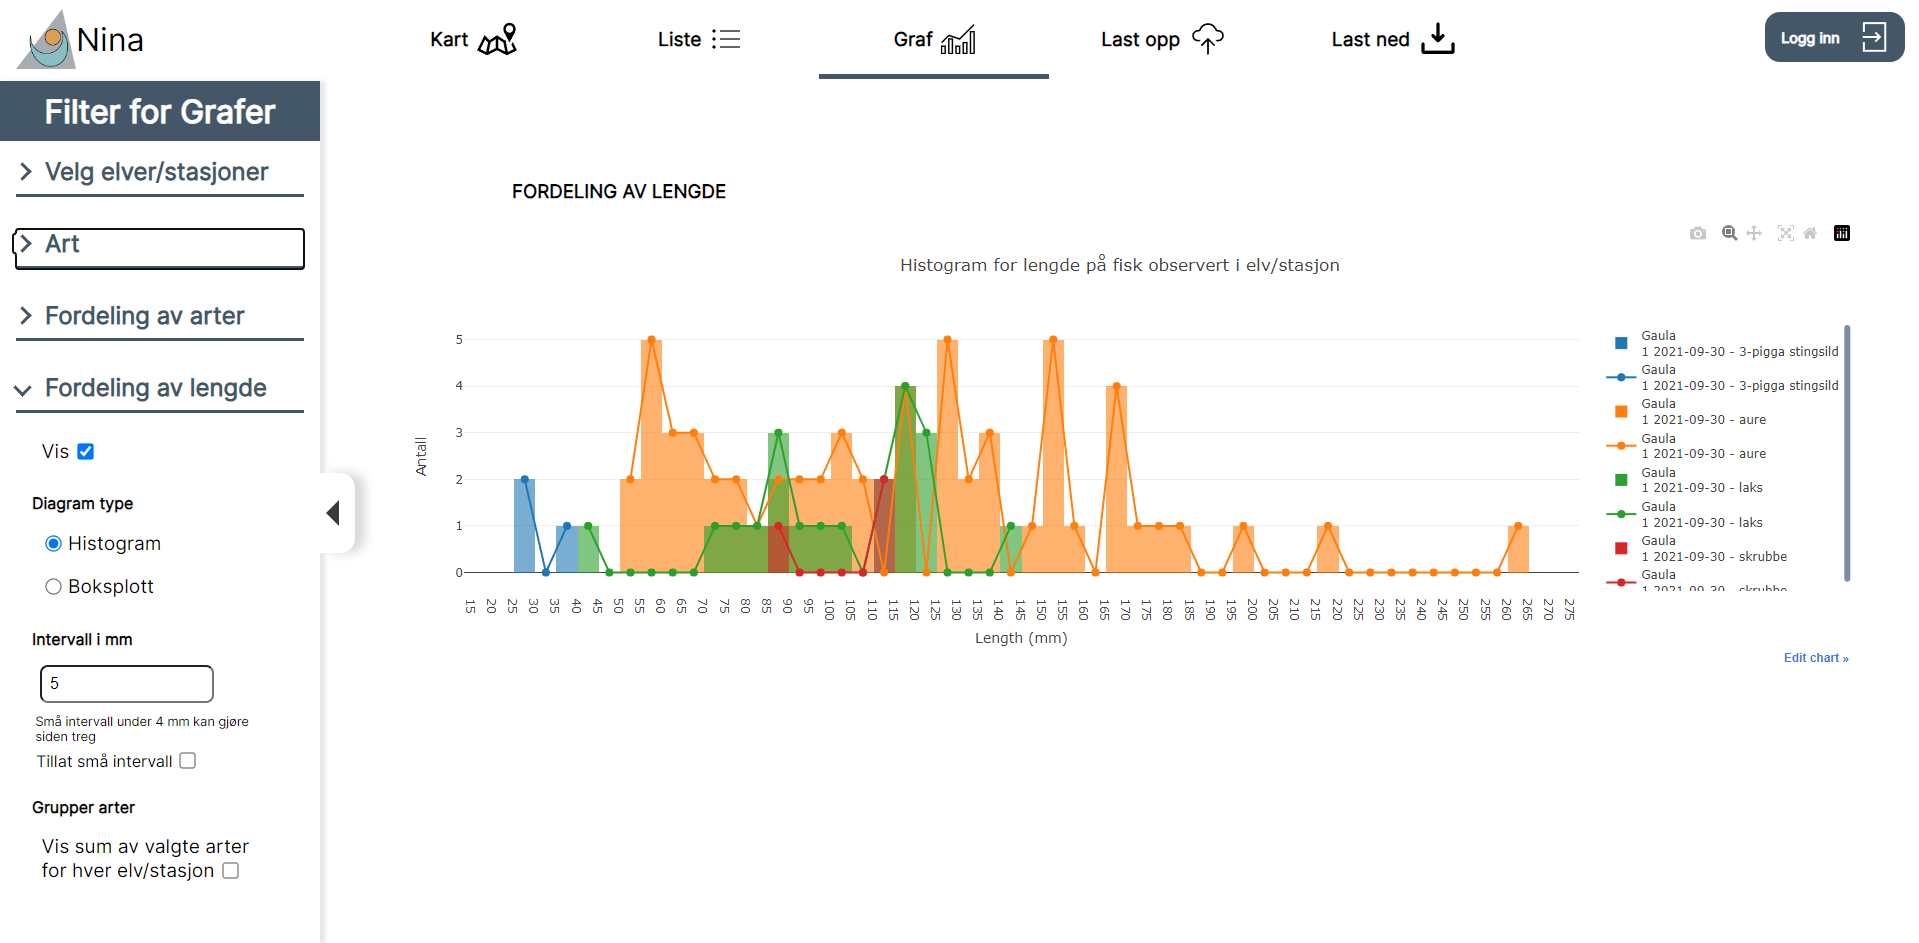 Nina
Kart
Liste
Graf
Last opp
Last ned
Logg inn
Filter for Grafer
Velg elver/stasjoner
Art
Fordeling av arter
Fordeling av lengde
Vis
Diagram type
Histogram
Boksplott
Intervall i mm
5
Små intervall under 4 mm kan gjøre
siden treg
Tillat små intervall
Grupper arter
Vis sum av valgte arter
for hver elv/stasjon
FORDELING AV LENGDE
Histogram for lengde på fisk observert i elv/stasjon
Antall
5
4
3
2
1
0
15 20 25 30 35 40 45 50 55 60 65 70 75 80 85 90 95 100 105 110 115 120 125 130 135 140 145 150 155 160 165 170 175 180 185 190 195 200 205 210 215 220 225 230 235 240 245 250 255 260 265 270 275
Length (mm)
Gaula
1 2021-09-30 - 3-pigga stingsild
Gaula
1 2021-09-30 - 3-pigga stingsild
Gaula
1 2021-09-30 - aure
Gaula
1 2021-09-30 - aure
Gaula
1 2021-09-30 - laks
Gaula
1 2021-09-30 - laks
Gaula
1 2021-09-30 - skrubbe
Gaula
1 2021-09-30 - skrubbe
Edit chart »